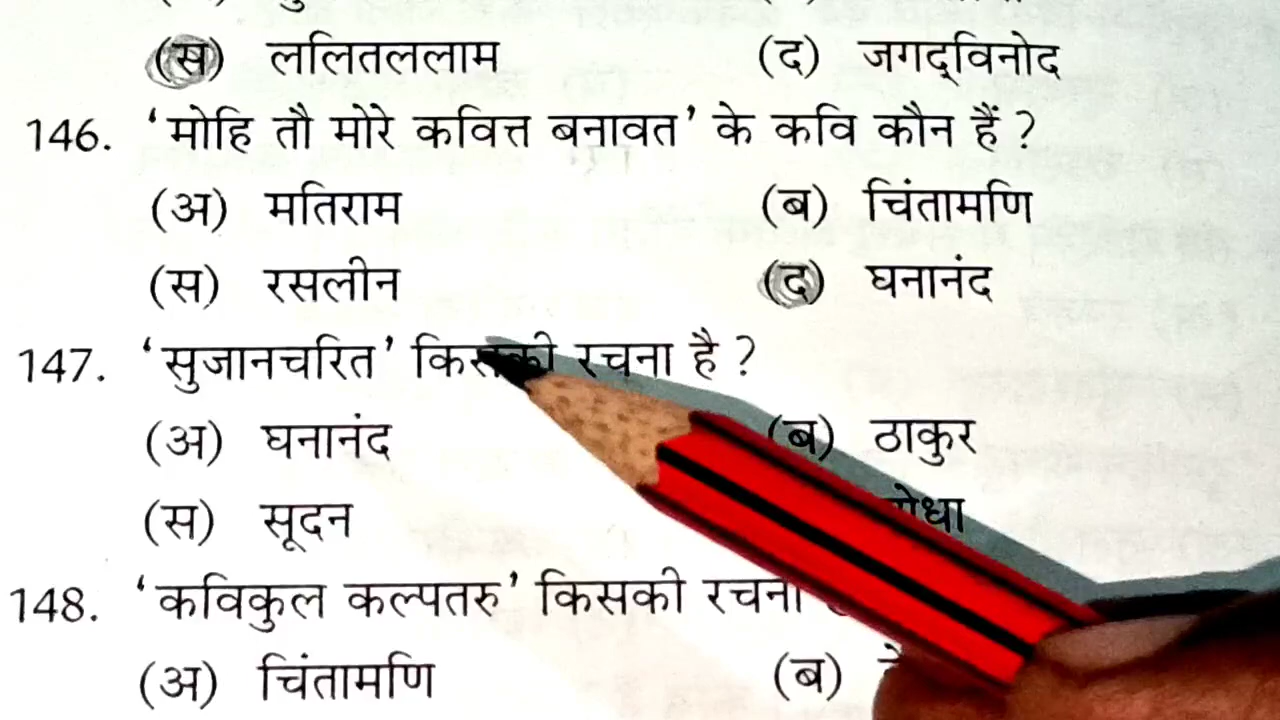 (स) ललितललाम (द) जगद्विनोद
146. ‘मोहि तौ मोरे कवित्त बनावत’ के कवि कौन हैं ?
(अ) मतिराम (ब) चिंतामणि
(स) रसलीन (द) घनानंद
147. ‘सुजानचरित’ किसकी रचना है ?
(अ) घनानंद (ब) ठाकुर
(स) सूदन
148. ‘कविकुल कल्पतरु’ किसकी रचना
(अ) चिंतामणि (ब)